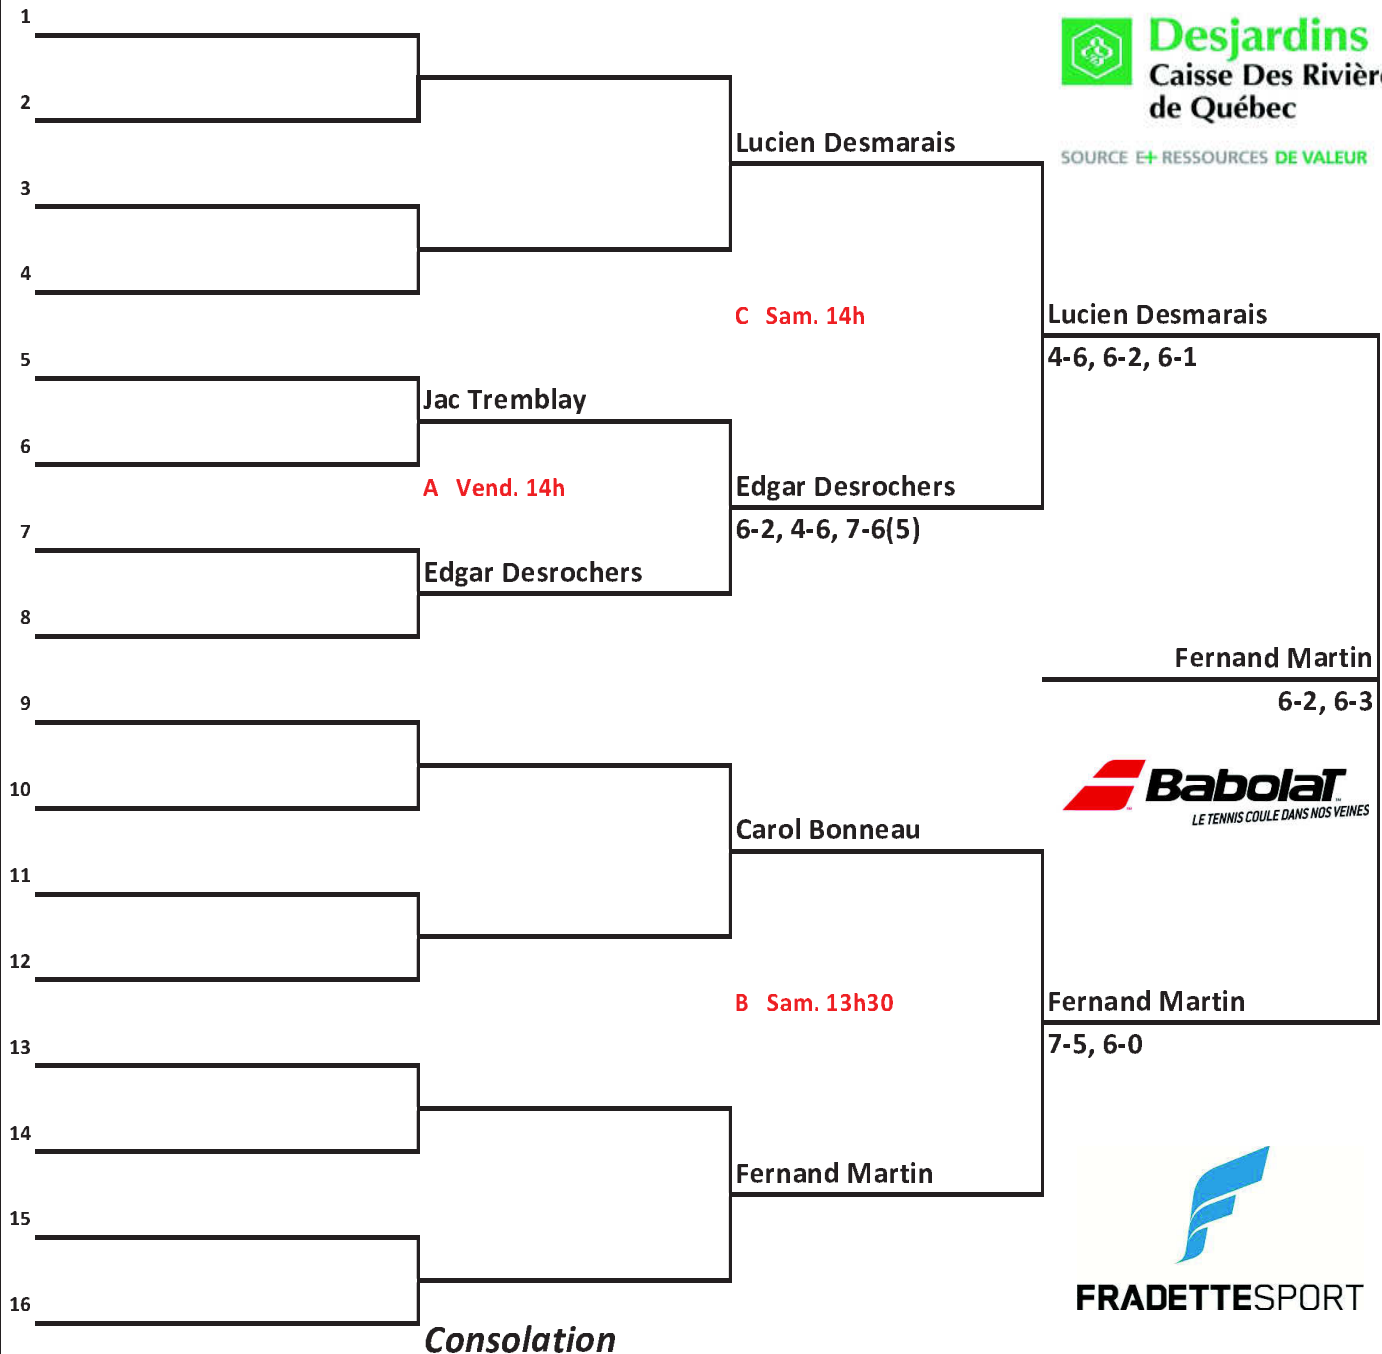 1
Desjardins
Caisse Des Rivièr
de Québec
SOURCE ET RESSOURCES DE VALEUR
2
Lucien Desmarais
3
4
C Sam. 14h
Lucien Desmarais
4-6, 6-2, 6-1
5
Jac Tremblay
6
A Vend. 14h
Edgar Desrochers
6-2, 4-6, 7-6(5)
7
Edgar Desrochers
8
Fernand Martin
6-2, 6-3
9
10
BabolaT
LE TENNIS COULE DANS NOS VEINES
Carol Bonneau
11
12
B Sam. 13h30
Fernand Martin
7-5, 6-0
13
14
Fernand Martin
15
16
FRADETTESPORT
Consolation